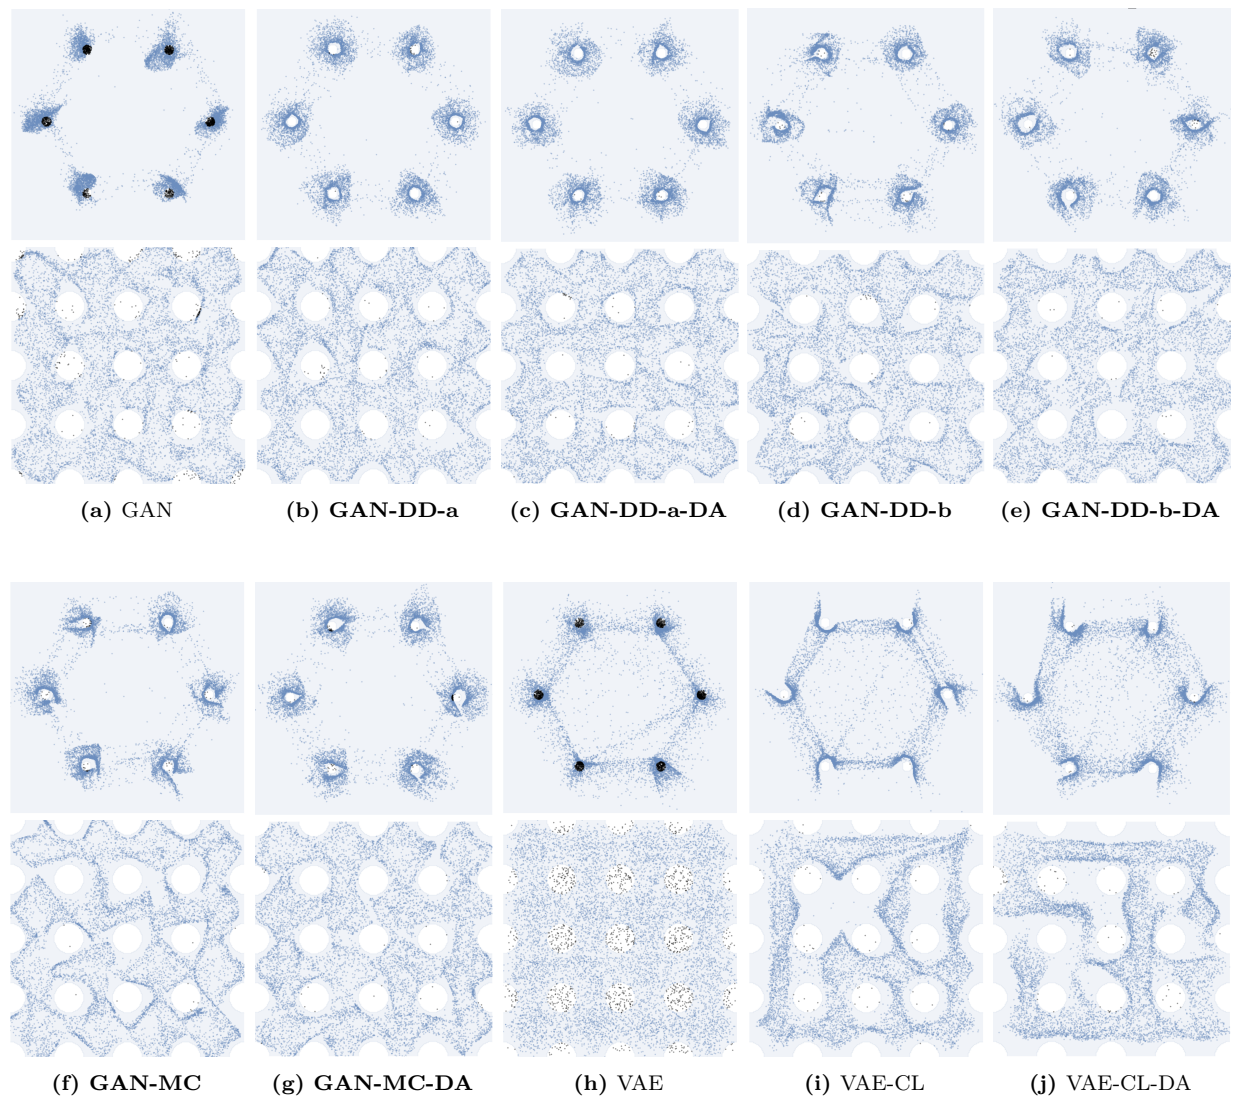 (a) GAN
(b) GAN-DD-a
(c) GAN-DD-a-DA
(d) GAN-DD-b
(e) GAN-DD-b-DA
(f) GAN-MC
(g) GAN-MC-DA
(h) VAE
(i) VAE-CL
(j) VAE-CL-DA